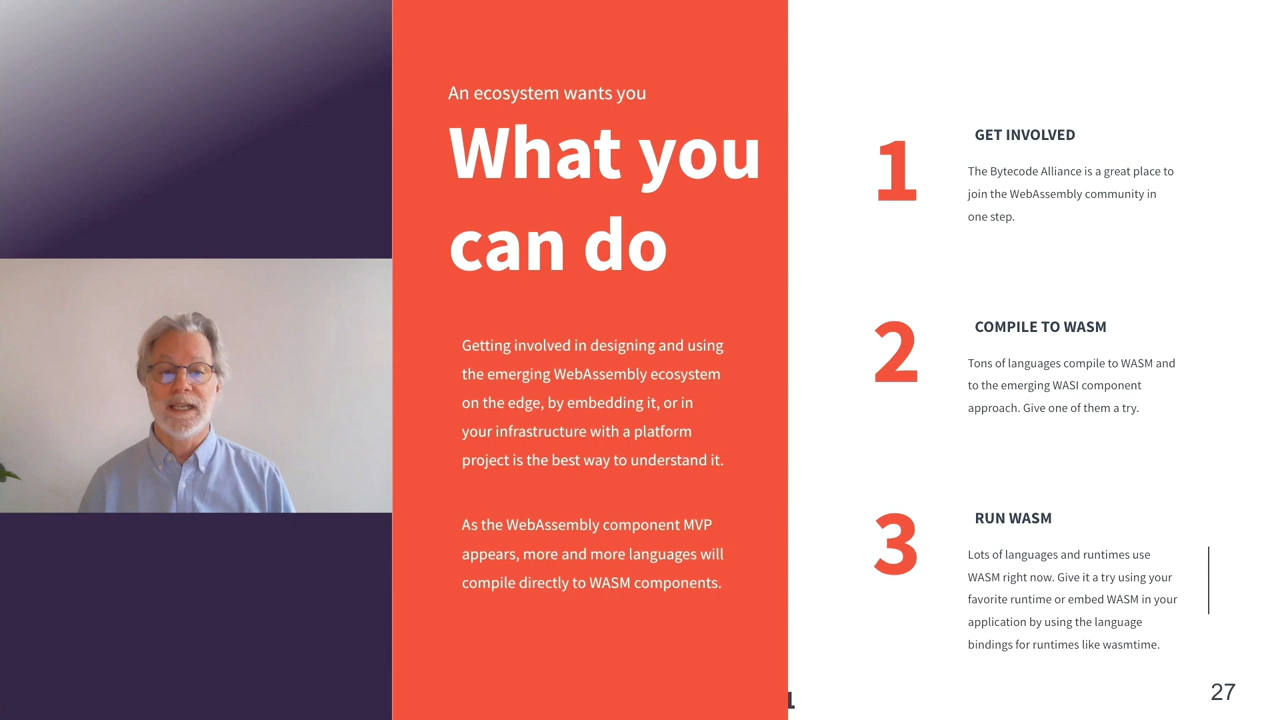 An ecosystem wants you
What you
can do
Getting involved in designing and using
the emerging WebAssembly ecosystem
on the edge, by embedding it, or in
your infrastructure with a platform
project is the best way to understand it.
As the WebAssembly component MVP
appears, more and more languages will
compile directly to WASM components.
1
GET INVOLVED
The Bytecode Alliance is a great place to
join the WebAssembly community in
one step.
2
COMPILE TO WASM
Tons of languages compile to WASM and
to the emerging WASI component
approach. Give one of them a try.
3
RUN WASM
Lots of languages and runtimes use
WASM right now. Give it a try using your
favorite runtime or embed WASM in your
application by using the language
bindings for runtimes like wasmtime.
27